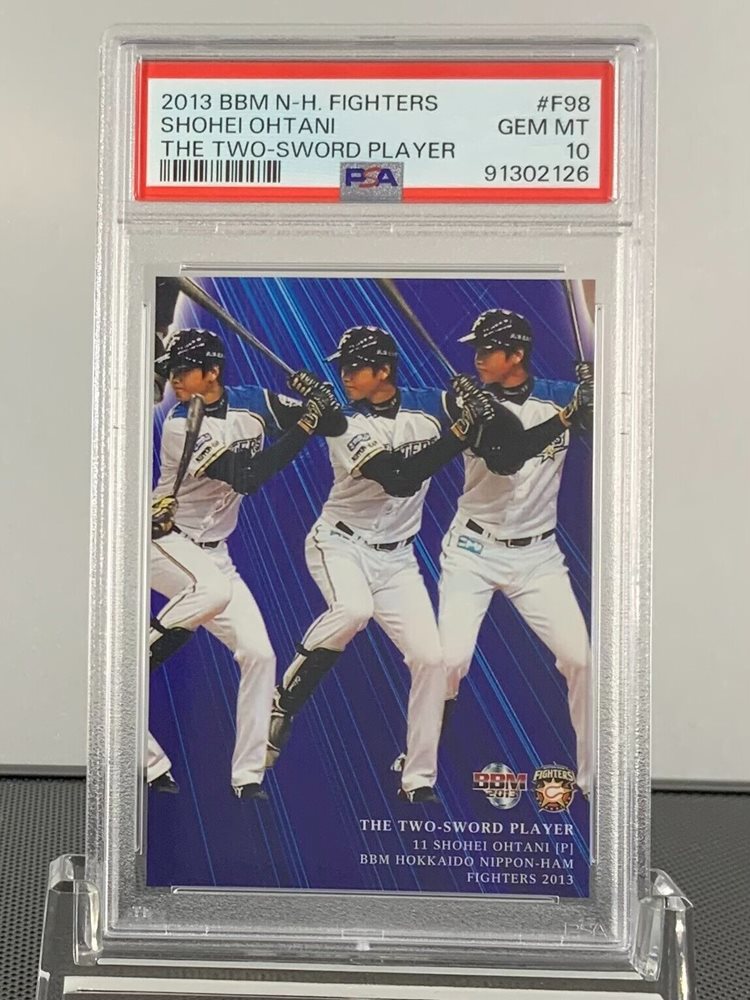 2013 BBM N-H. FIGHTERS #F98
SHOHEI OHTANI GEM MT
THE TWO-SWORD PLAYER 10
PSA 91302126
BBM
2013
FIGHTERS
THE TWO-SWORD PLAYER
11 SHOHEI OHTANI [P]
BBM HOKKAIDO NIPPON-HAM
FIGHTERS 2013
PSA